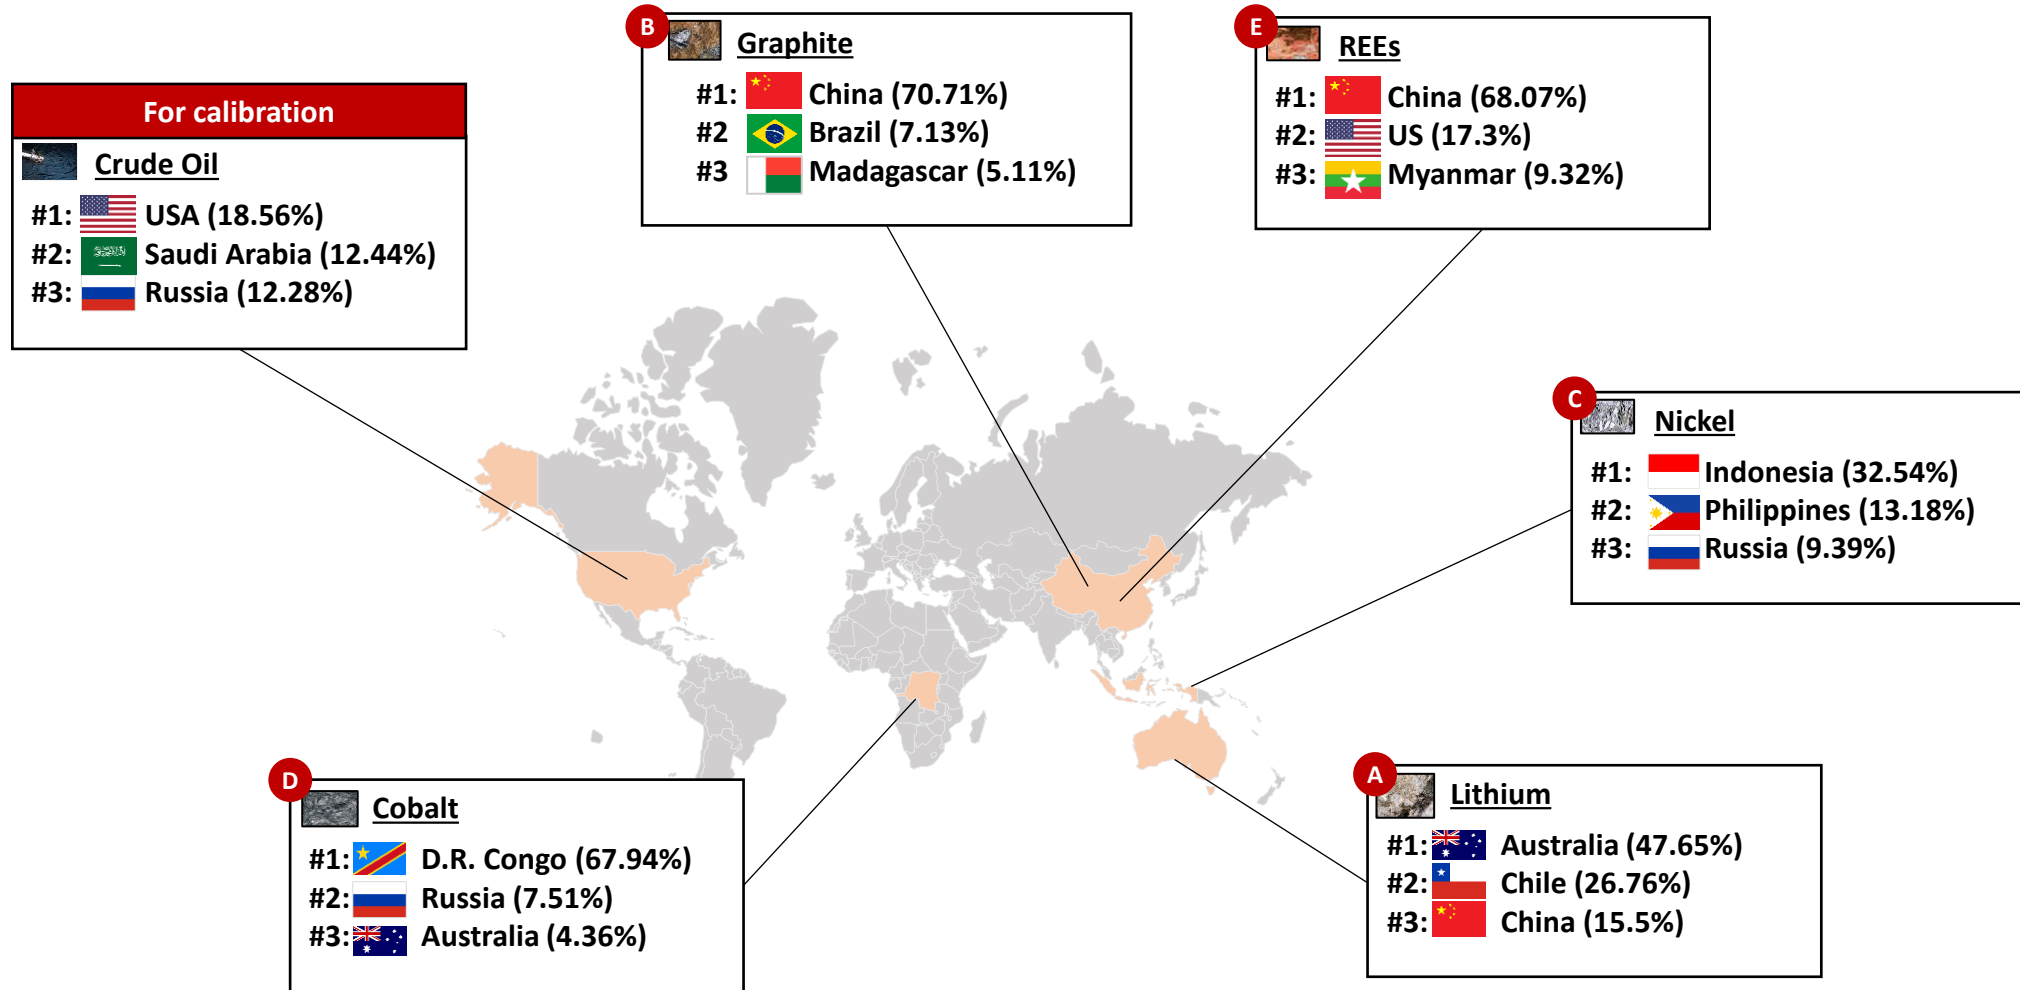 For calibration
Crude Oil
#1: USA (18.56%)
#2: Saudi Arabia (12.44%)
#3: Russia (12.28%)
B
Graphite
#1: China (70.71%)
#2 Brazil (7.13%)
#3 Madagascar (5.11%)
E
REEs
#1: China (68.07%)
#2: US (17.3%)
#3: Myanmar (9.32%)
C
Nickel
#1: Indonesia (32.54%)
#2: Philippines (13.18%)
#3: Russia (9.39%)
D
Cobalt
#1: D.R. Congo (67.94%)
#2: Russia (7.51%)
#3: Australia (4.36%)
A
Lithium
#1: Australia (47.65%)
#2: Chile (26.76%)
#3: China (15.5%)